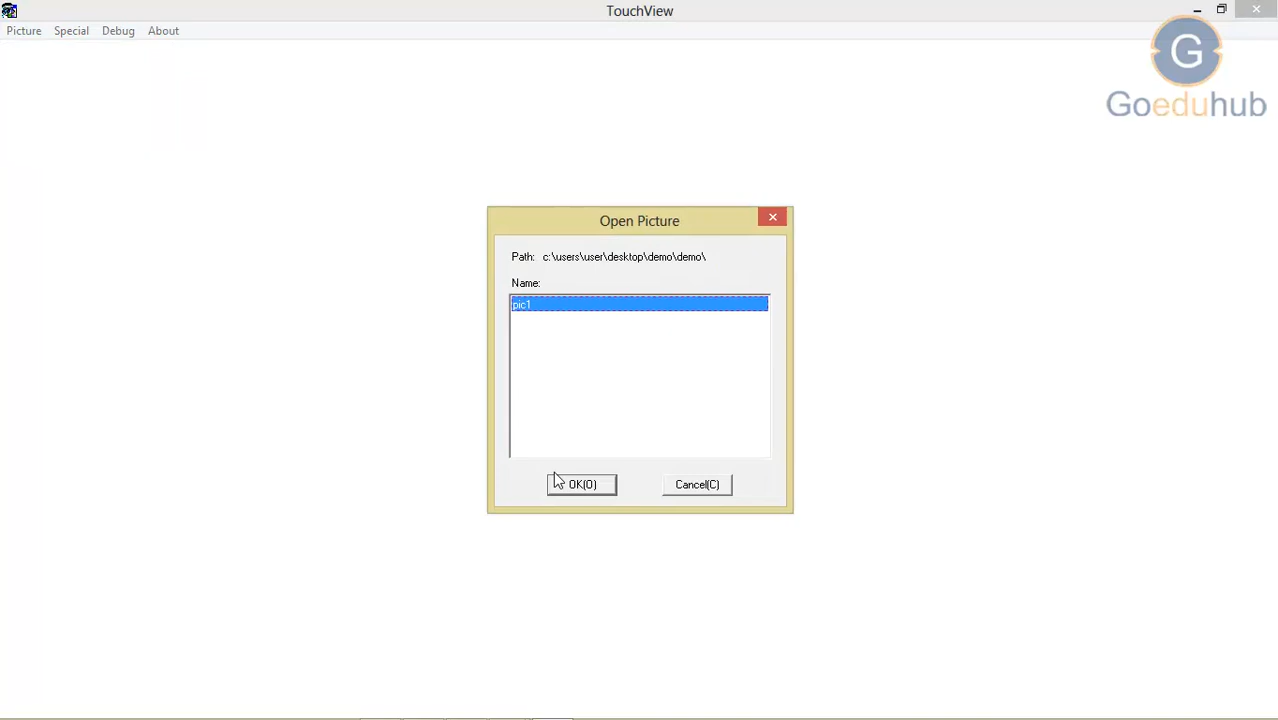 TouchView
Picture Special Debug About
G
Goeduhub
Open Picture
Path: c:\users\user\desktop\demo\demo\
Name:
pic1
OK(O) Cancel(C)